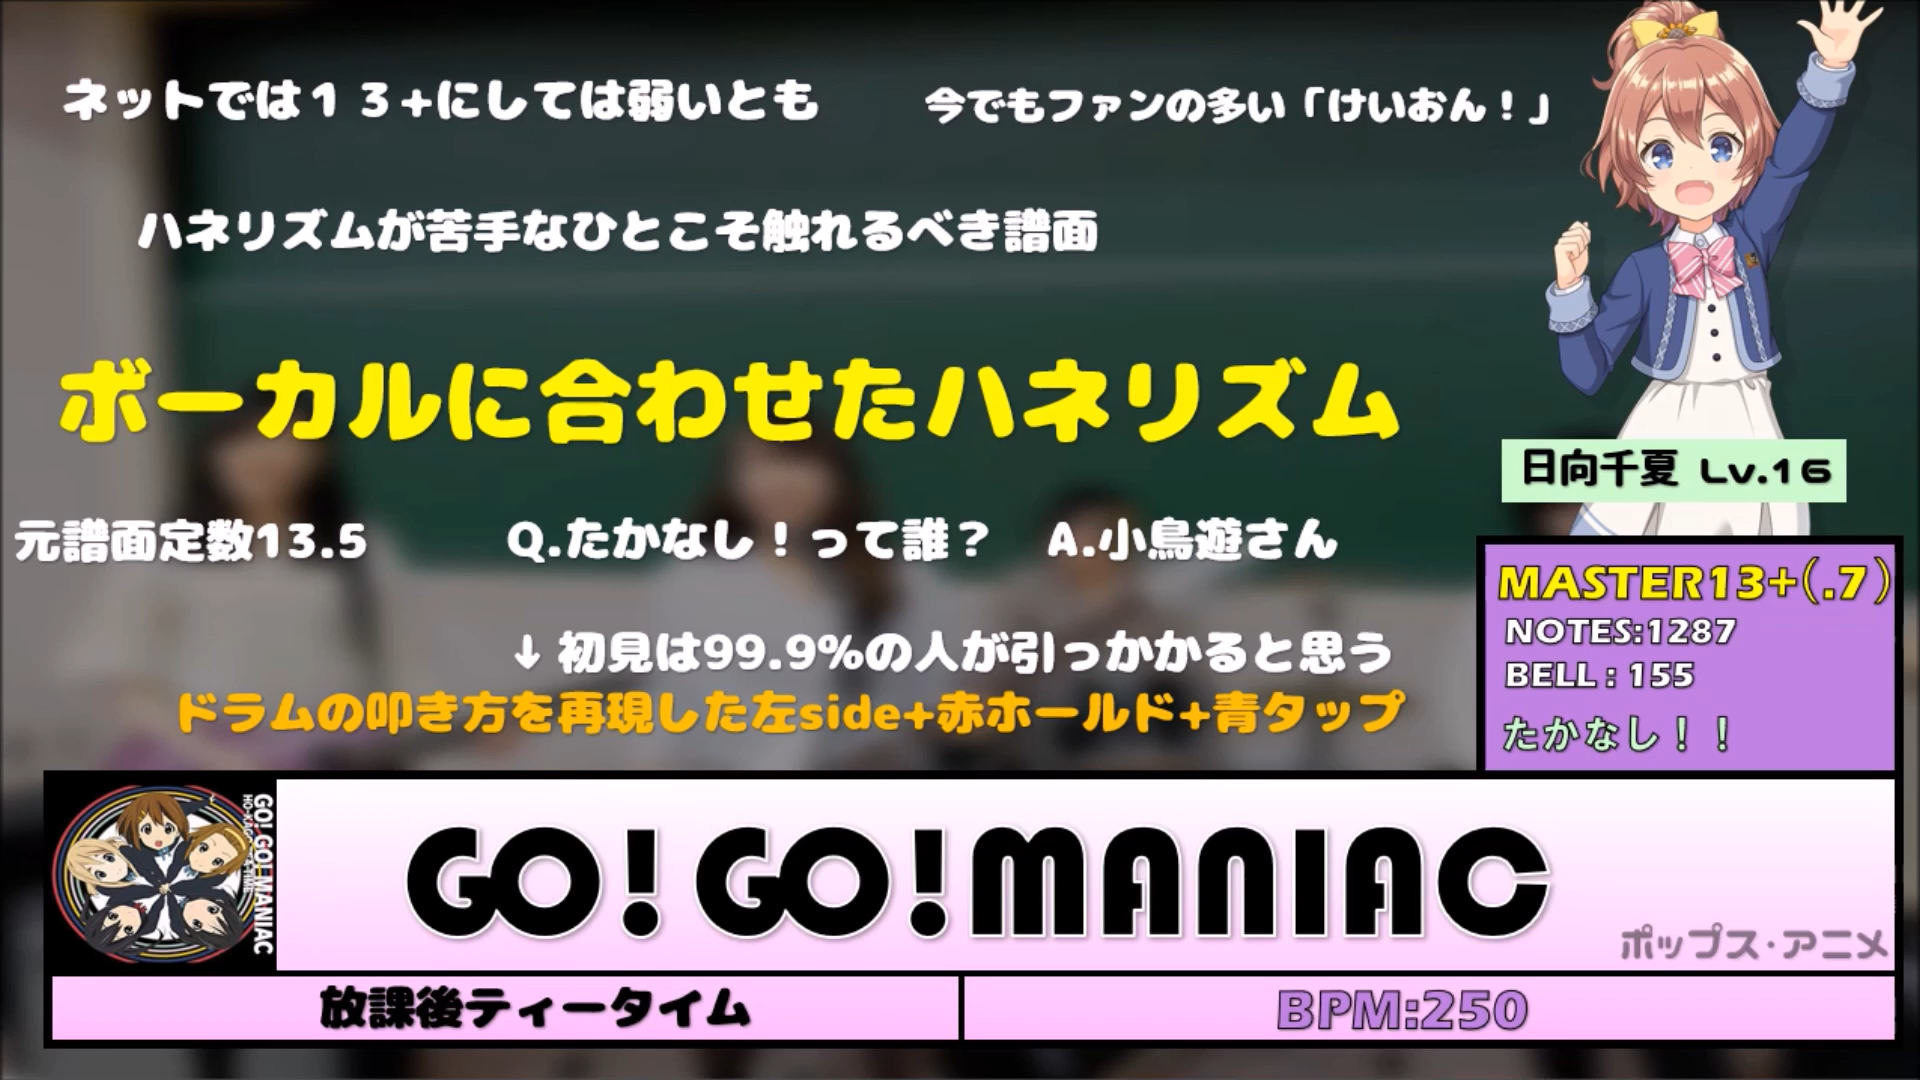 ネットでは１３+にしては弱いとも
今でもファンの多い「けいおん！」
ハネリズムが苦手なひとこそ触れるべき譜面
ボーカルに合わせたハネリズム
日向千夏 Lv.16
元譜面定数13.5
Q.たかなし！って誰？
A.小鳥遊さん
MASTER13+(.7)
NOTES:1287
BELL：155
たかなし！！
↓ 初見は99.9%の人が引っかかると思う
ドラムの叩き方を再現した左side+赤ホールド+青タップ
GO! GO! MANIAC
HO-KAGO TEA TIME
GO!GO!MANIAC
ポップス・アニメ
放課後ティータイム
BPM:250